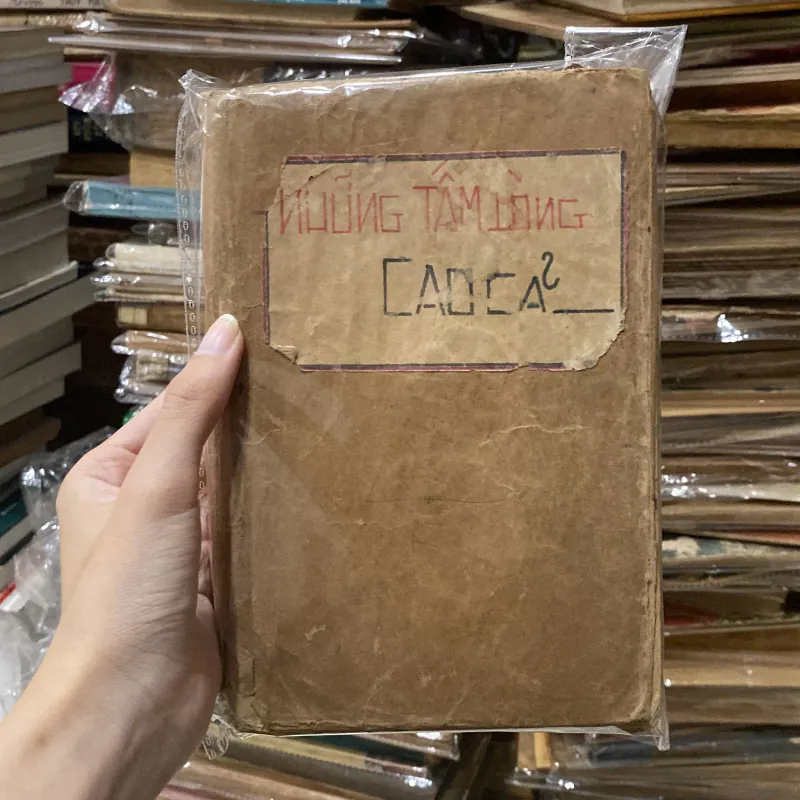 NHỮNG TẤM LÒNG
CAO CẢ